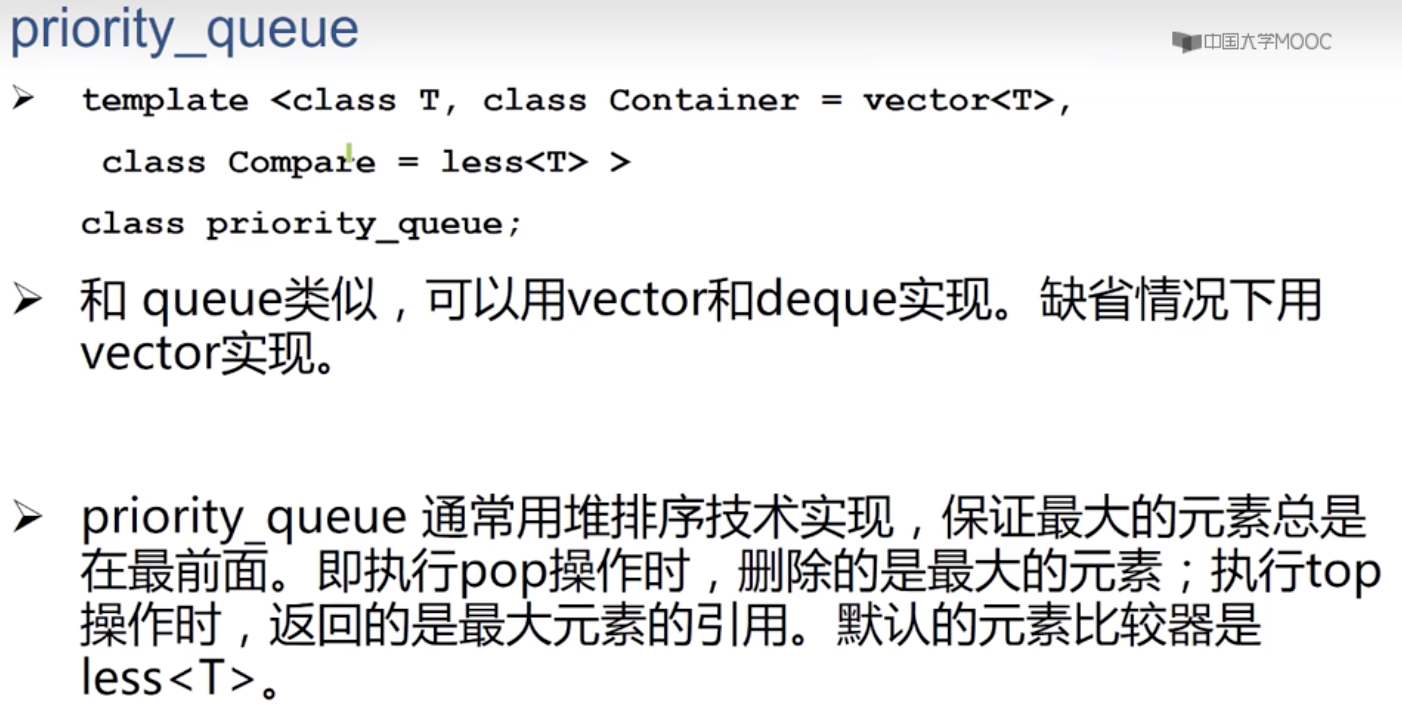 priority_queue
中国大学MOOC
➢ template <class T, class Container = vector<T>,
class Compare = less<T> >
class priority_queue;
➢ 和 queue类似，可以用vector和deque实现。缺省情况下用
vector实现。
➢ priority_queue 通常用堆排序技术实现，保证最大的元素总是
在最前面。即执行pop操作时，删除的是最大的元素；执行top
操作时，返回的是最大元素的引用。默认的元素比较器是
less<T>。